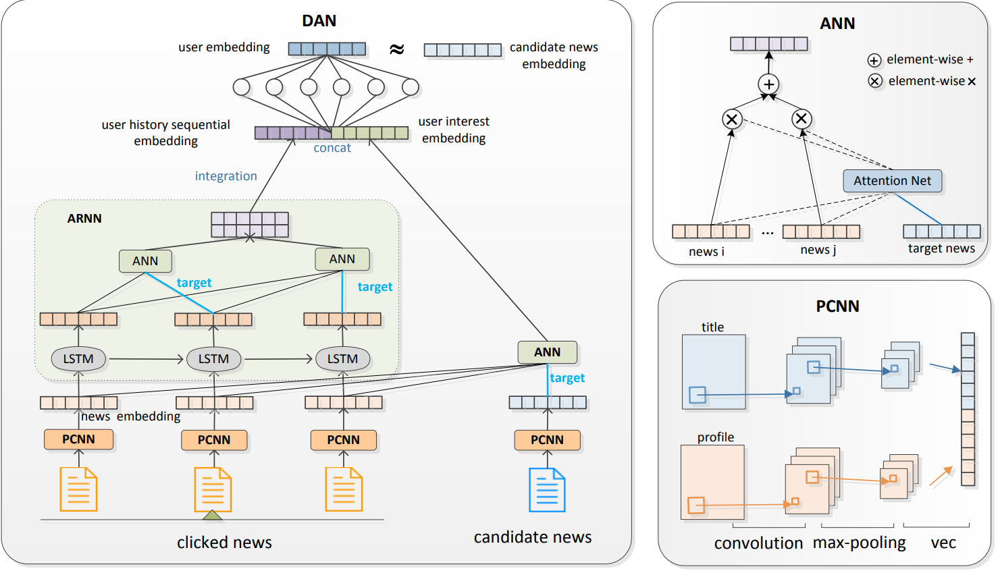 DAN
user embedding
≈
candidate news
embedding
user history sequential
embedding
user interest
embedding
concat
integration
ARNN
ANN
ANN
target
target
LSTM
LSTM
LSTM
ANN
target
news embedding
PCNN
PCNN
PCNN
PCNN
clicked news
candidate news
ANN
element-wise +
element-wise ×
Attention Net
...
news i
news j
target news
PCNN
title
profile
convolution
max-pooling
vec